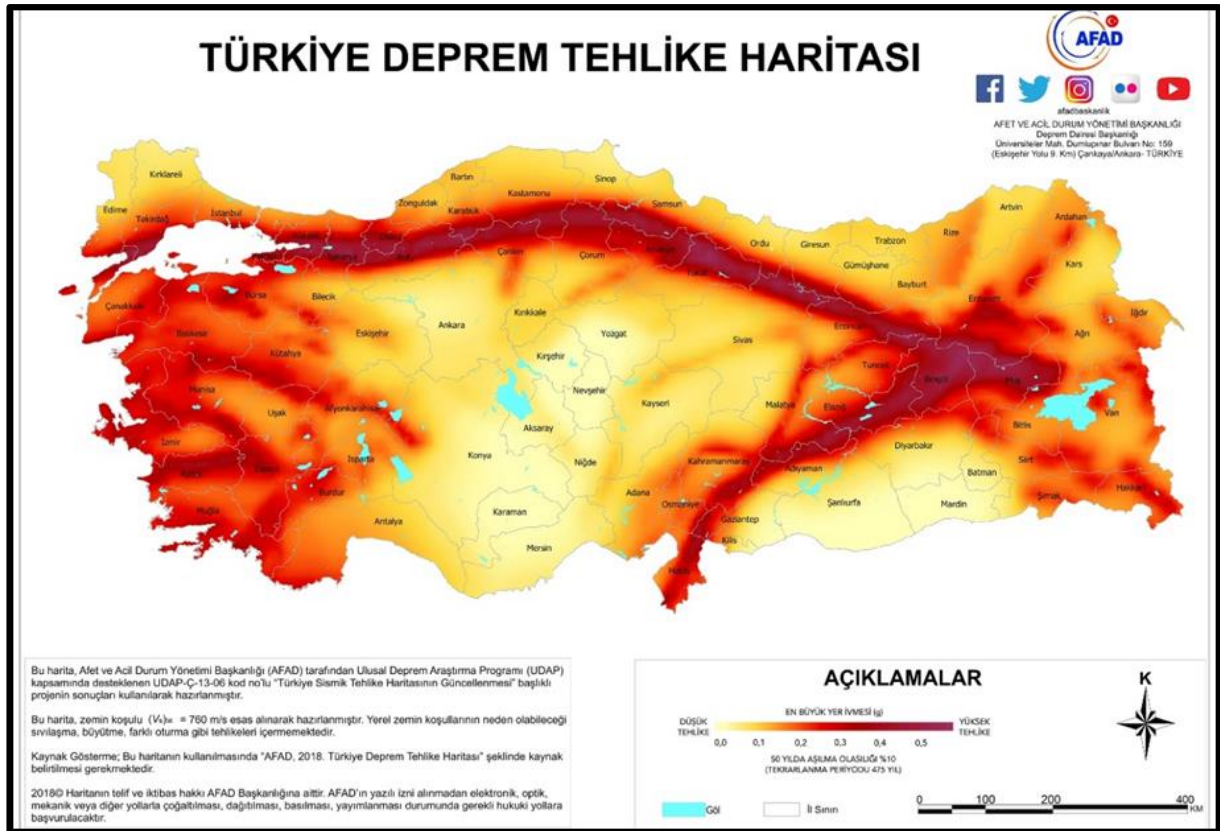 TÜRKİYE DEPREM TEHLİKE HARİTASI
AFAD
afadbaskanlik
AFET VE ACİL DURUM YÖNETİMİ BAŞKANLIĞI
Deprem Dairesi Başkanlığı
Üniversiteler Mah. Dumlupınar Bulvarı No: 159
(Eskişehir Yolu 9. Km) Çankaya/Ankara- TÜRKİYE
Kırklareli
Edirne
Tekirdağ
İstanbul
Bartın
Zonguldak
Karabük
Kastamonu
Sinop
Samsun
Ordu
Giresun
Trabzon
Rize
Artvin
Ardahan
Kars
Gümüşhane
Bayburt
Çankırı
Çorum
Çanakkale
Bursa
Bilecik
Eskişehir
Ankara
Kırıkkale
Yozgat
Sivas
Ağrı
Iğdır
Balıkesir
Kütahya
Kırşehir
Nevşehir
Tunceli
Bingöl
Muş
Manisa
Uşak
Afyonkarahisar
Kayseri
Malatya
Elazığ
Van
Bitlis
İzmir
Aksaray
Konya
Niğde
Isparta
Burdur
Diyarbakır
Batman
Siirt
Kahramanmaraş
Adıyaman
Adana
Osmaniye
Gaziantep
Kilis
Şanlıurfa
Mardin
Şırnak
Hakkari
Muğla
Antalya
Karaman
Mersin
Hatay
Bu harita, Afet ve Acil Durum Yönetimi Başkanlığı (AFAD) tarafından Ulusal Deprem Araştırma Programı (UDAP)
kapsamında desteklenen UDAP-Ç-13-06 kod no'lu "Türkiye Sismik Tehlike Haritasının Güncellenmesi" başlıklı
projenin sonuçları kullanılarak hazırlanmıştır.
Bu harita, zemin koşulu (Vs)30 = 760 m/s esas alınarak hazırlanmıştır. Yerel zemin koşullarının neden olabileceği
sıvılaşma, büyütme, farklı oturma gibi tehlikeleri içermemektedir.
Kaynak Gösterme; Bu haritanın kullanılmasında "AFAD, 2018. Türkiye Deprem Tehlike Haritası" şeklinde kaynak
belirtilmesi gerekmektedir.
2018© Haritanın telif ve iktibas hakkı AFAD Başkanlığına aittir. AFAD'ın yazılı izni alınmadan elektronik, optik,
mekanik veya diğer yollarla çoğaltılması, dağıtılması, basılması, yayımlanması durumunda gerekli hukuki yollara
başvurulacaktır.
AÇIKLAMALAR
K
EN BÜYÜK YER İVMESİ (g)
DÜŞÜK TEHLİKE
YÜKSEK TEHLİKE
0,0 0,1 0,2 0,3 0,4 0,5
50 YILDA AŞILMA OLASILIĞI %10
(TEKRARLANMA PERİYODU 475 YIL)
Göl
İl Sınırı
0 100 200 400
KM